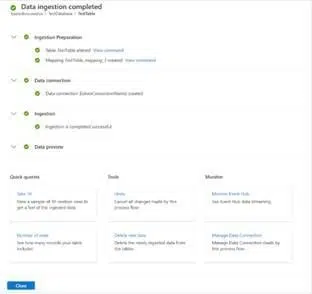 Data ingestion completed
/ TestDatabase / TestTable
Ingestion Preparation
Table TestTable altered View command
Mapping TestTable_mapping_1 created View command
Data connection
Data connection created
Ingestion
Ingestion is completed successful
Data preview
Quick queries
Tools
Monitor
Take 10
View a sample of 10 random rows to get a feel of the ingested data
Undo
Cancel all changes made by this process flow
Monitor Event Hub
See Event Hub data streaming
Number of rows
See how many records your table includes
Delete new data
Delete the newly ingested data from the tables
Manage Data Connection
Manage Data Connection made by this process flow
Close